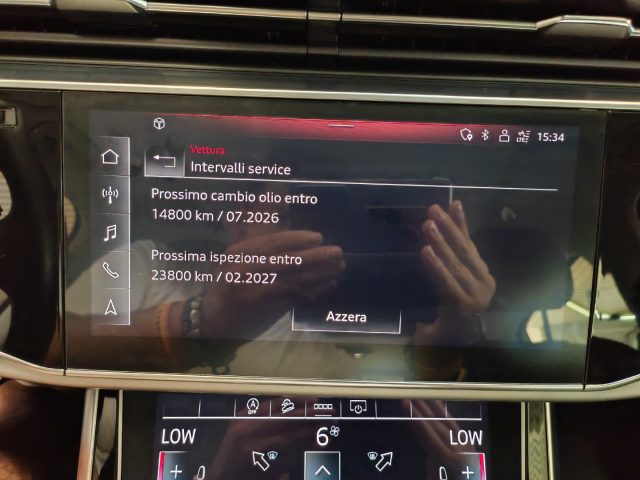 15:34
Vettura
Intervalli service
Prossimo cambio olio entro
14800 km / 07.2026
Prossima ispezione entro
23800 km / 02.2027
Azzera
A
OFF
LOW 6 LOW
+ +